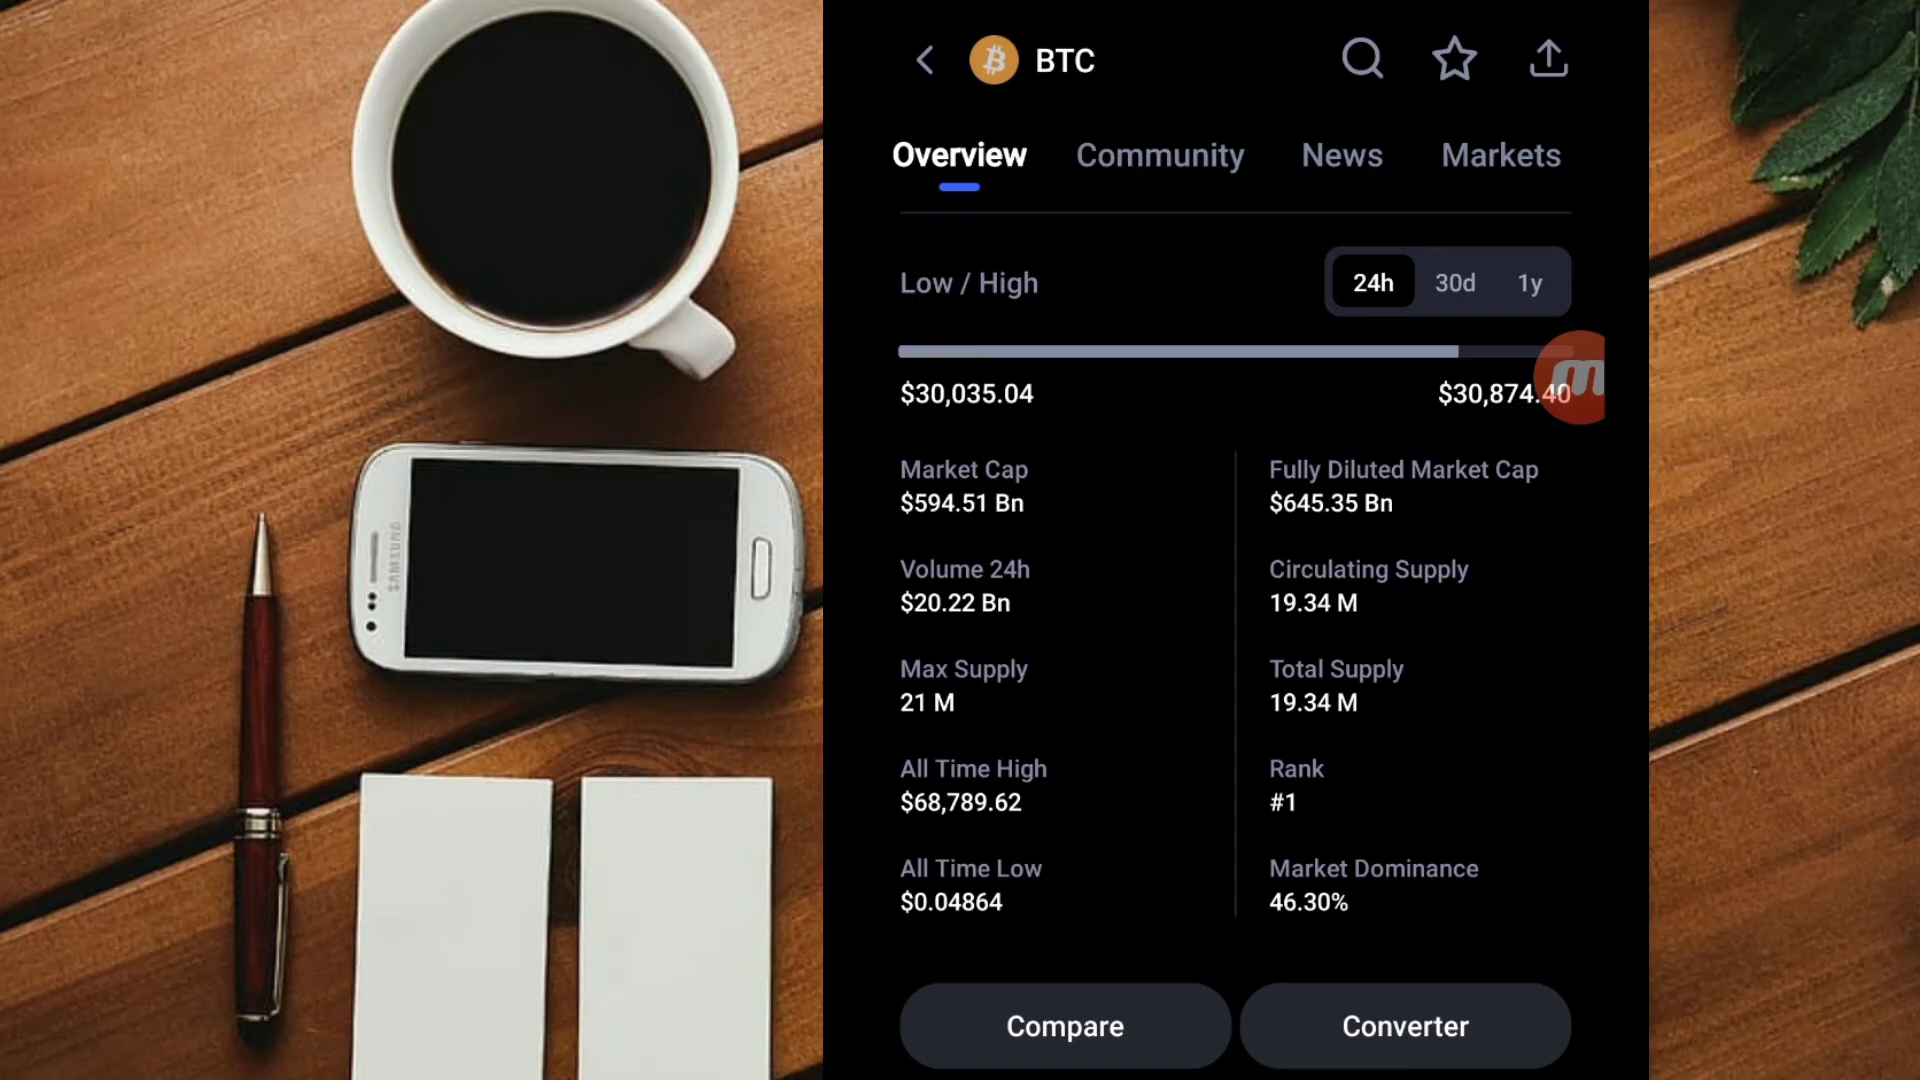 BTC
Overview Community News Markets
Low / High 24h 30d 1y
$30,035.04 $30,874.40
Market Cap Fully Diluted Market Cap
$594.51 Bn $645.35 Bn
Volume 24h Circulating Supply
$20.22 Bn 19.34 M
Max Supply Total Supply
21 M 19.34 M
All Time High Rank
$68,789.62 #1
All Time Low Market Dominance
$0.04864 46.30%
Compare Converter
SAMSUNG